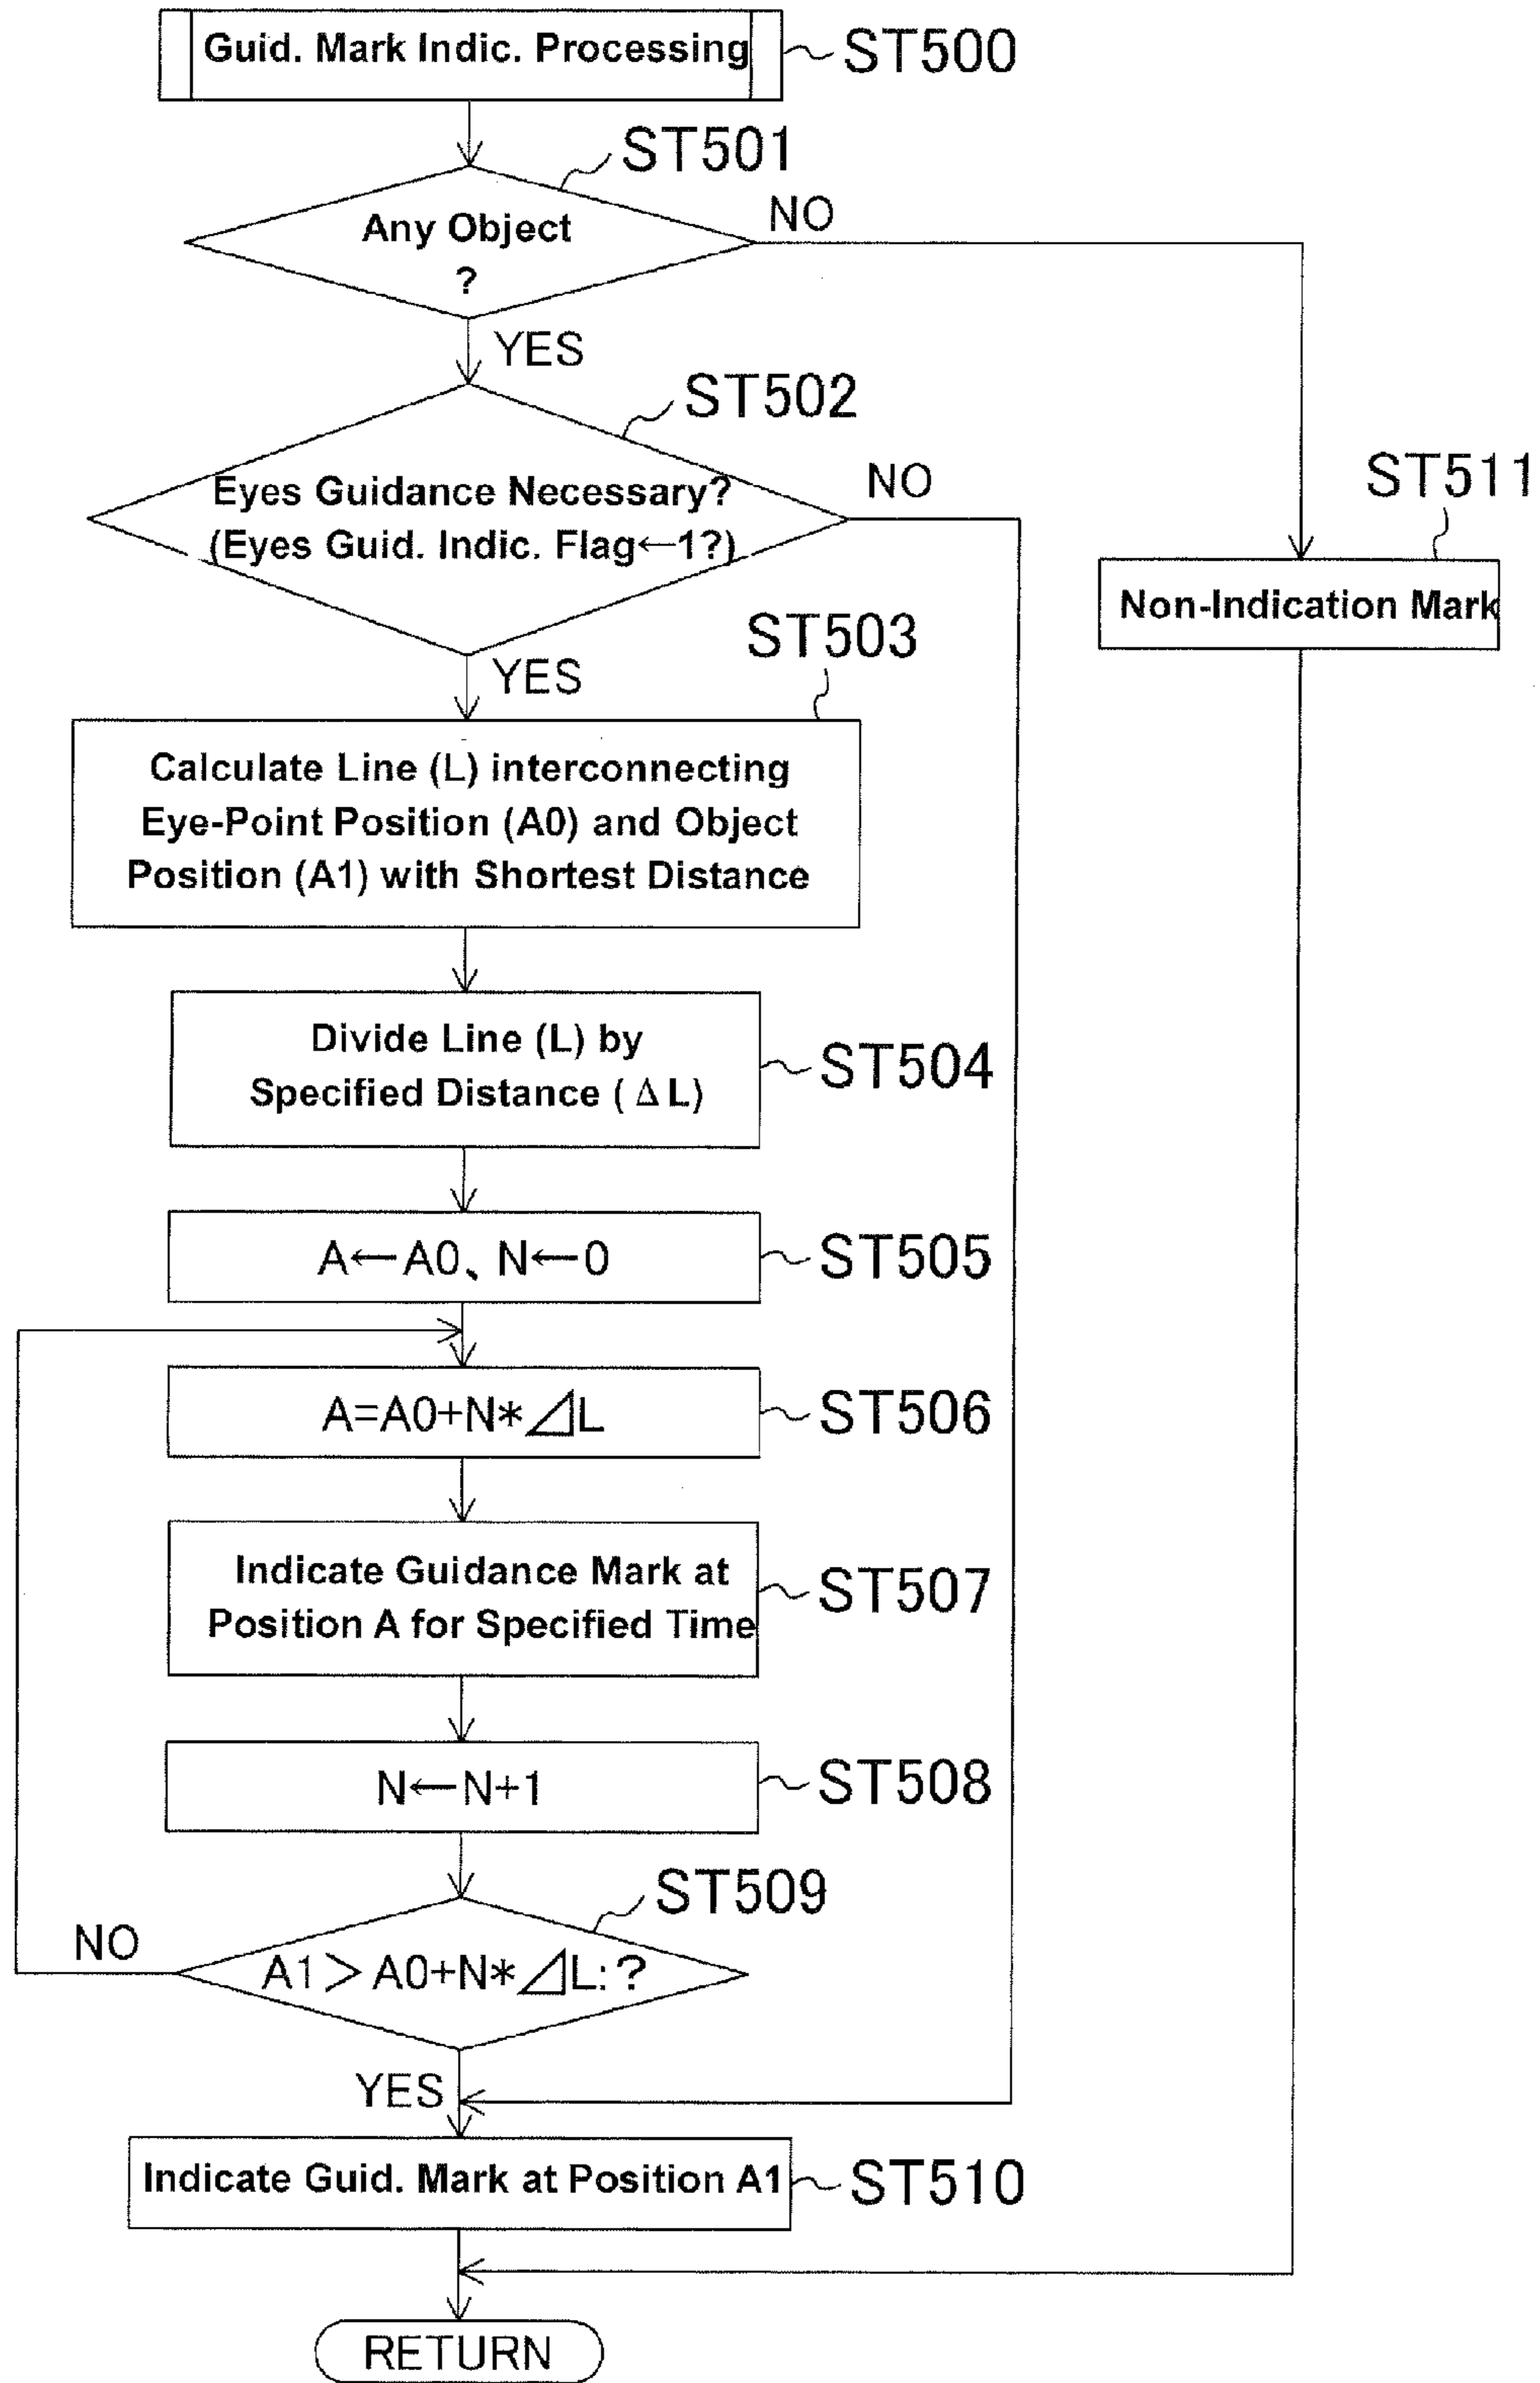 Guid. Mark Indic. Processing
ST500
ST501
Any Object
?
NO
YES
ST502
Eyes Guidance Necessary?
(Eyes Guid. Indic. Flag←1?)
NO
ST511
Non-Indication Mark
YES
ST503
Calculate Line (L) interconnecting
Eye-Point Position (A0) and Object
Position (A1) with Shortest Distance
Divide Line (L) by
Specified Distance (ΔL)
ST504
A←A0、N←0
ST505
A=A0+N*⊿L
ST506
Indicate Guidance Mark at
Position A for Specified Time
ST507
N←N+1
ST508
ST509
A1>A0+N*⊿L:?
NO
YES
Indicate Guid. Mark at Position A1
ST510
RETURN